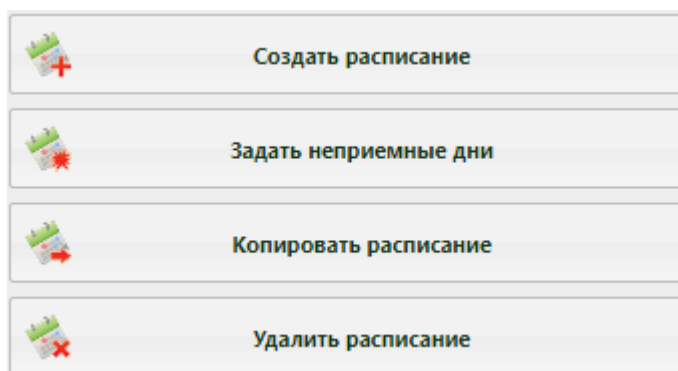 Создать расписание
Задать неприемные дни
Копировать расписание
Удалить расписание